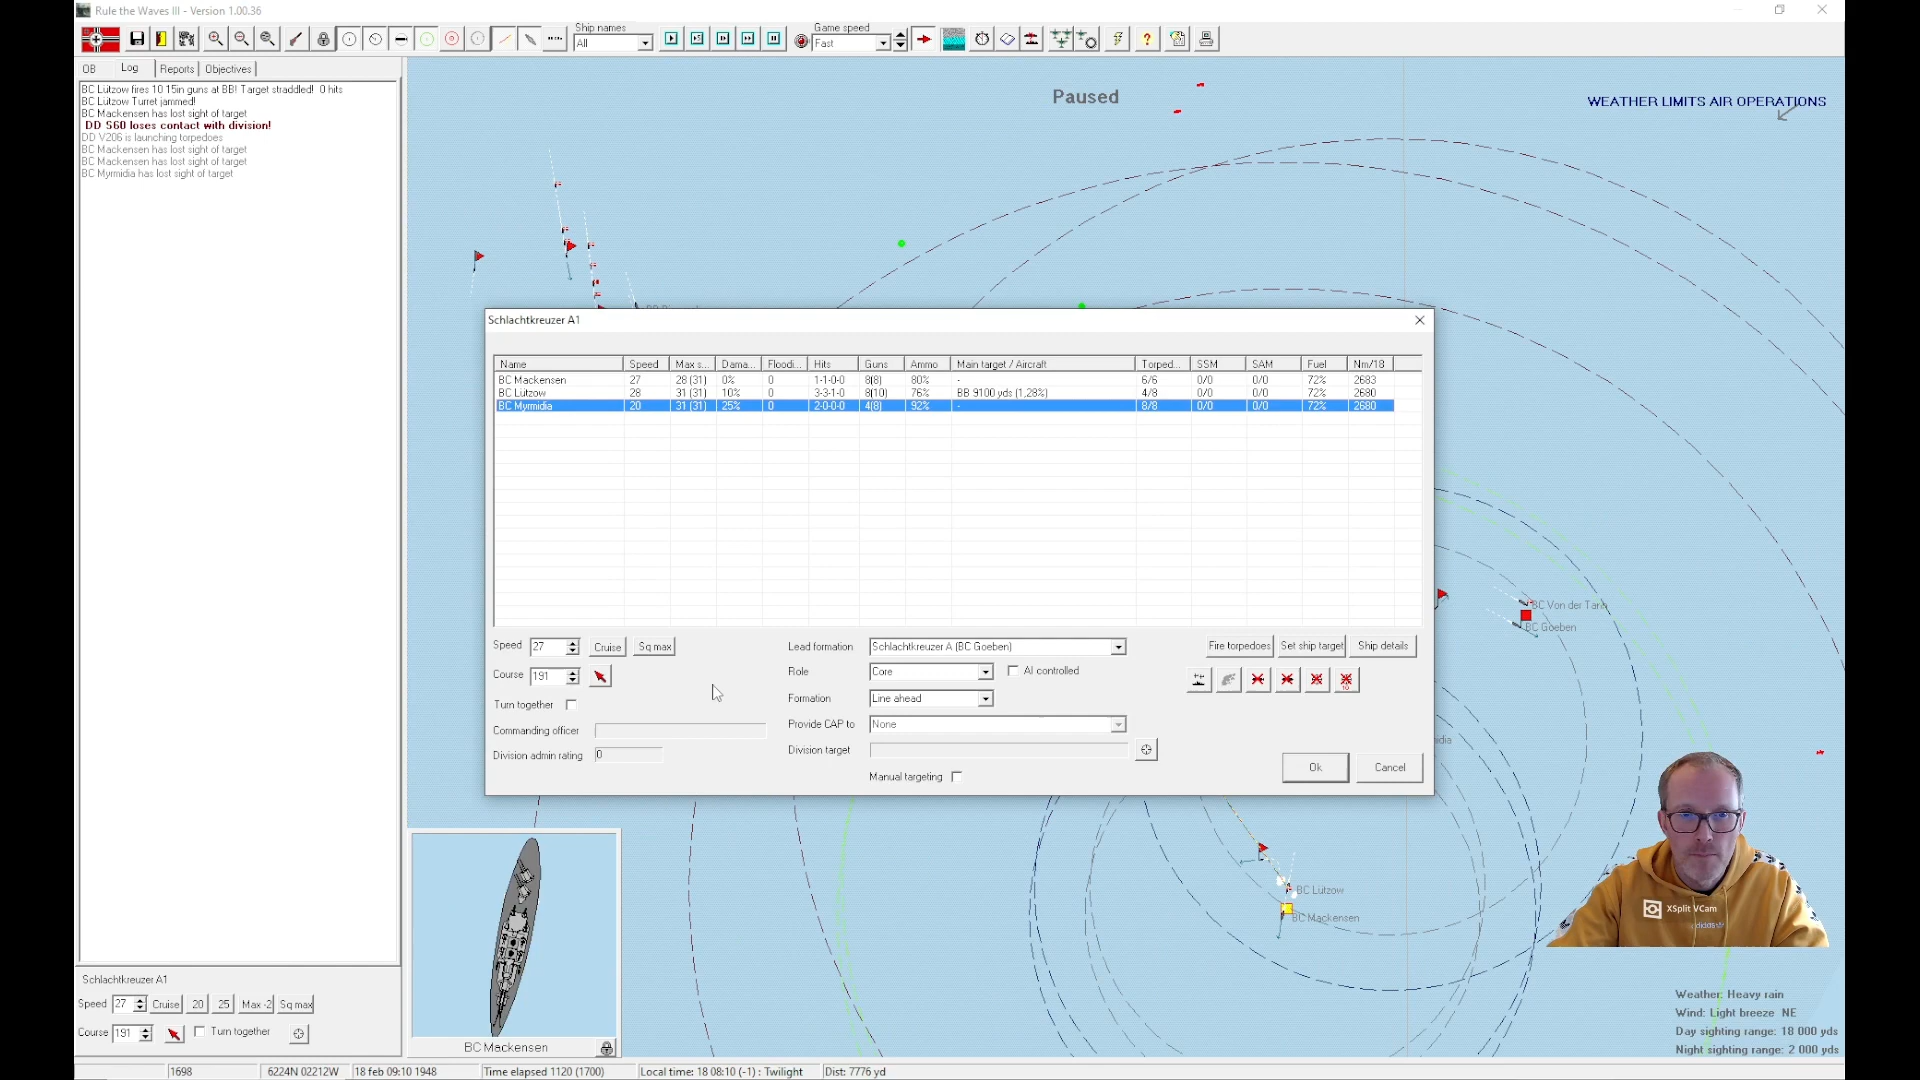 Rule the Waves III - Version 1.00.36
Ship names
All
Game speed
Fast
OB
Log
Reports
Objectives
BC Lützow fires 10 15in guns at BB! Target straddled! 0 hits
BC Lützow Turret jammed!
BC Mackensen has lost sight of target
DD S60 loses contact with division!
DD V206 is launching torpedoes
BC Mackensen has lost sight of target
BC Mackensen has lost sight of target
BC Myrmidia has lost sight of target
Paused
WEATHER LIMITS AIR OPERATIONS
Schlachtkreuzer A1
Name Speed Max s... Dama... Floodi... Hits Guns Ammo Main target / Aircraft Torped... SSM SAM Fuel Nm/18
BC Mackensen 27 28 (31) 0% 0 1-1-0-0 8(8) 80% - 6/6 0/0 0/0 72% 2683
BC Lützow 28 31 (31) 10% 0 3-3-1-0 8(10) 76% BB 9100 yds (1,28%) 4/8 0/0 0/0 72% 2680
BC Myrmidia 20 31 (31) 25% 0 2-0-0-0 4(8) 92% - 8/8 0/0 0/0 72% 2680
Speed 27 Cruise Sq max
Course 191
Turn together
Commanding officer
Division admin rating 0
Lead formation Schlachtkreuzer A (BC Goeben)
Role Core AI controlled
Formation Line ahead
Provide CAP to None
Division target
Manual targeting
Fire torpedoes Set ship target Ship details
10
Ok Cancel
BC Von der Tann
BC Goeben
idia
BC Lützow
BC Mackensen
XSplit VCam
adidas
BC Mackensen
Schlachtkreuzer A1
Speed 27 Cruise 20 25 Max -2 Sq max
Course 191 Turn together
Weather: Heavy rain
Wind: Light breeze NE
Day sighting range: 18 000 yds
Night sighting range: 2 000 yds
1698 6224N 02212W 18 feb 09:10 1948 Time elapsed 1120 (1700) Local time: 18 08:10 (-1) : Twilight Dist: 7776 yd